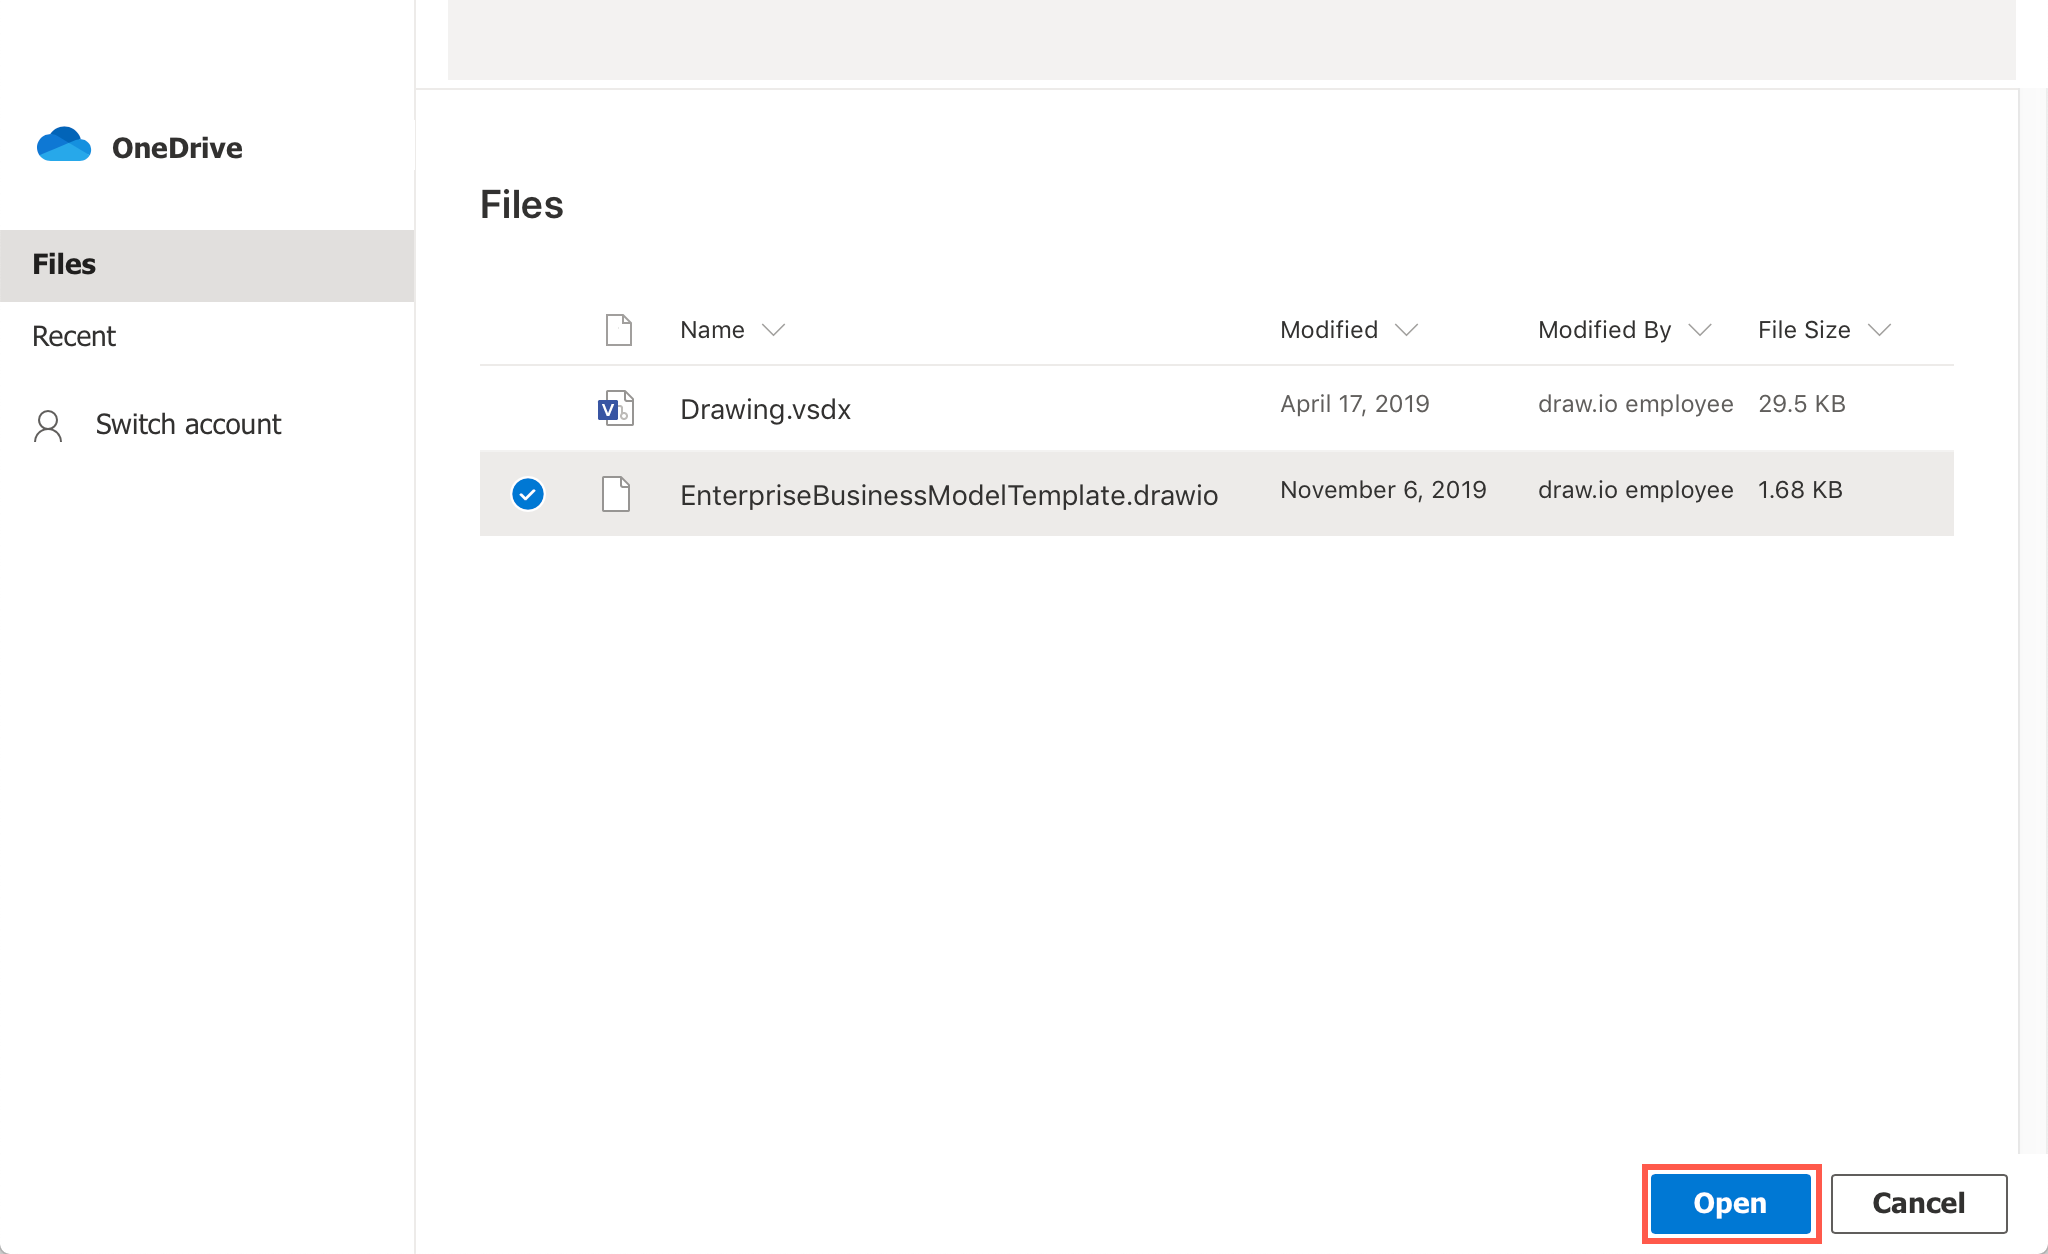 OneDrive
Files
Recent
Switch account
Files
Name Modified Modified By File Size
V Drawing.vsdx April 17, 2019 draw.io employee 29.5 KB
EnterpriseBusinessModelTemplate.drawio November 6, 2019 draw.io employee 1.68 KB
Open Cancel